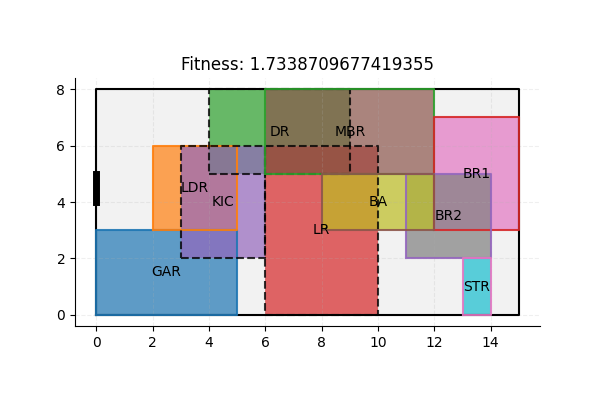 Fitness: 1.7338709677419355
8
6
4
2
0
DR
MBR
BR1
LDR
KIC
BA
BR2
LR
GAR
STR
0
2
4
6
8
10
12
14